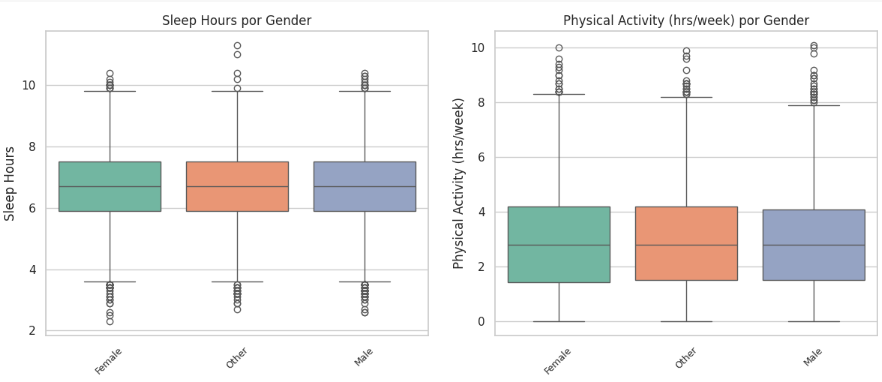 Sleep Hours por Gender
Sleep Hours
10
8
6
4
2
Female
Other
Male
Physical Activity (hrs/week) por Gender
Physical Activity (hrs/week)
10
8
6
4
2
0
Female
Other
Male